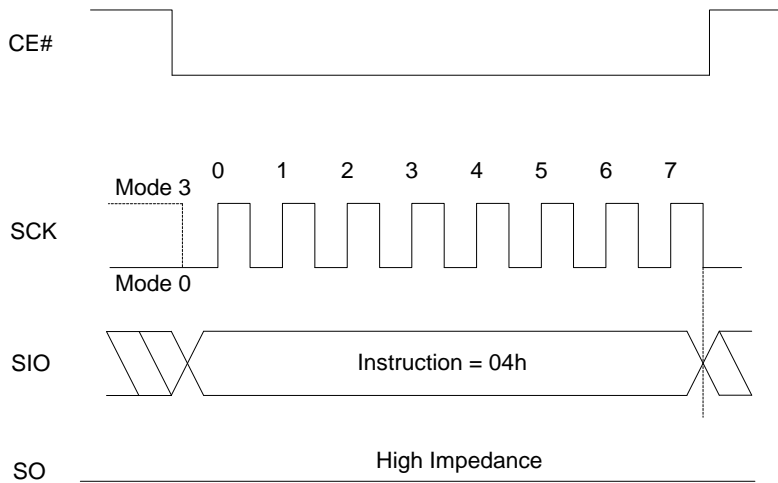 CE#
0 1 2 3 4 5 6 7
Mode 3
SCK
Mode 0
SIO
Instruction = 04h
High Impedance
SO